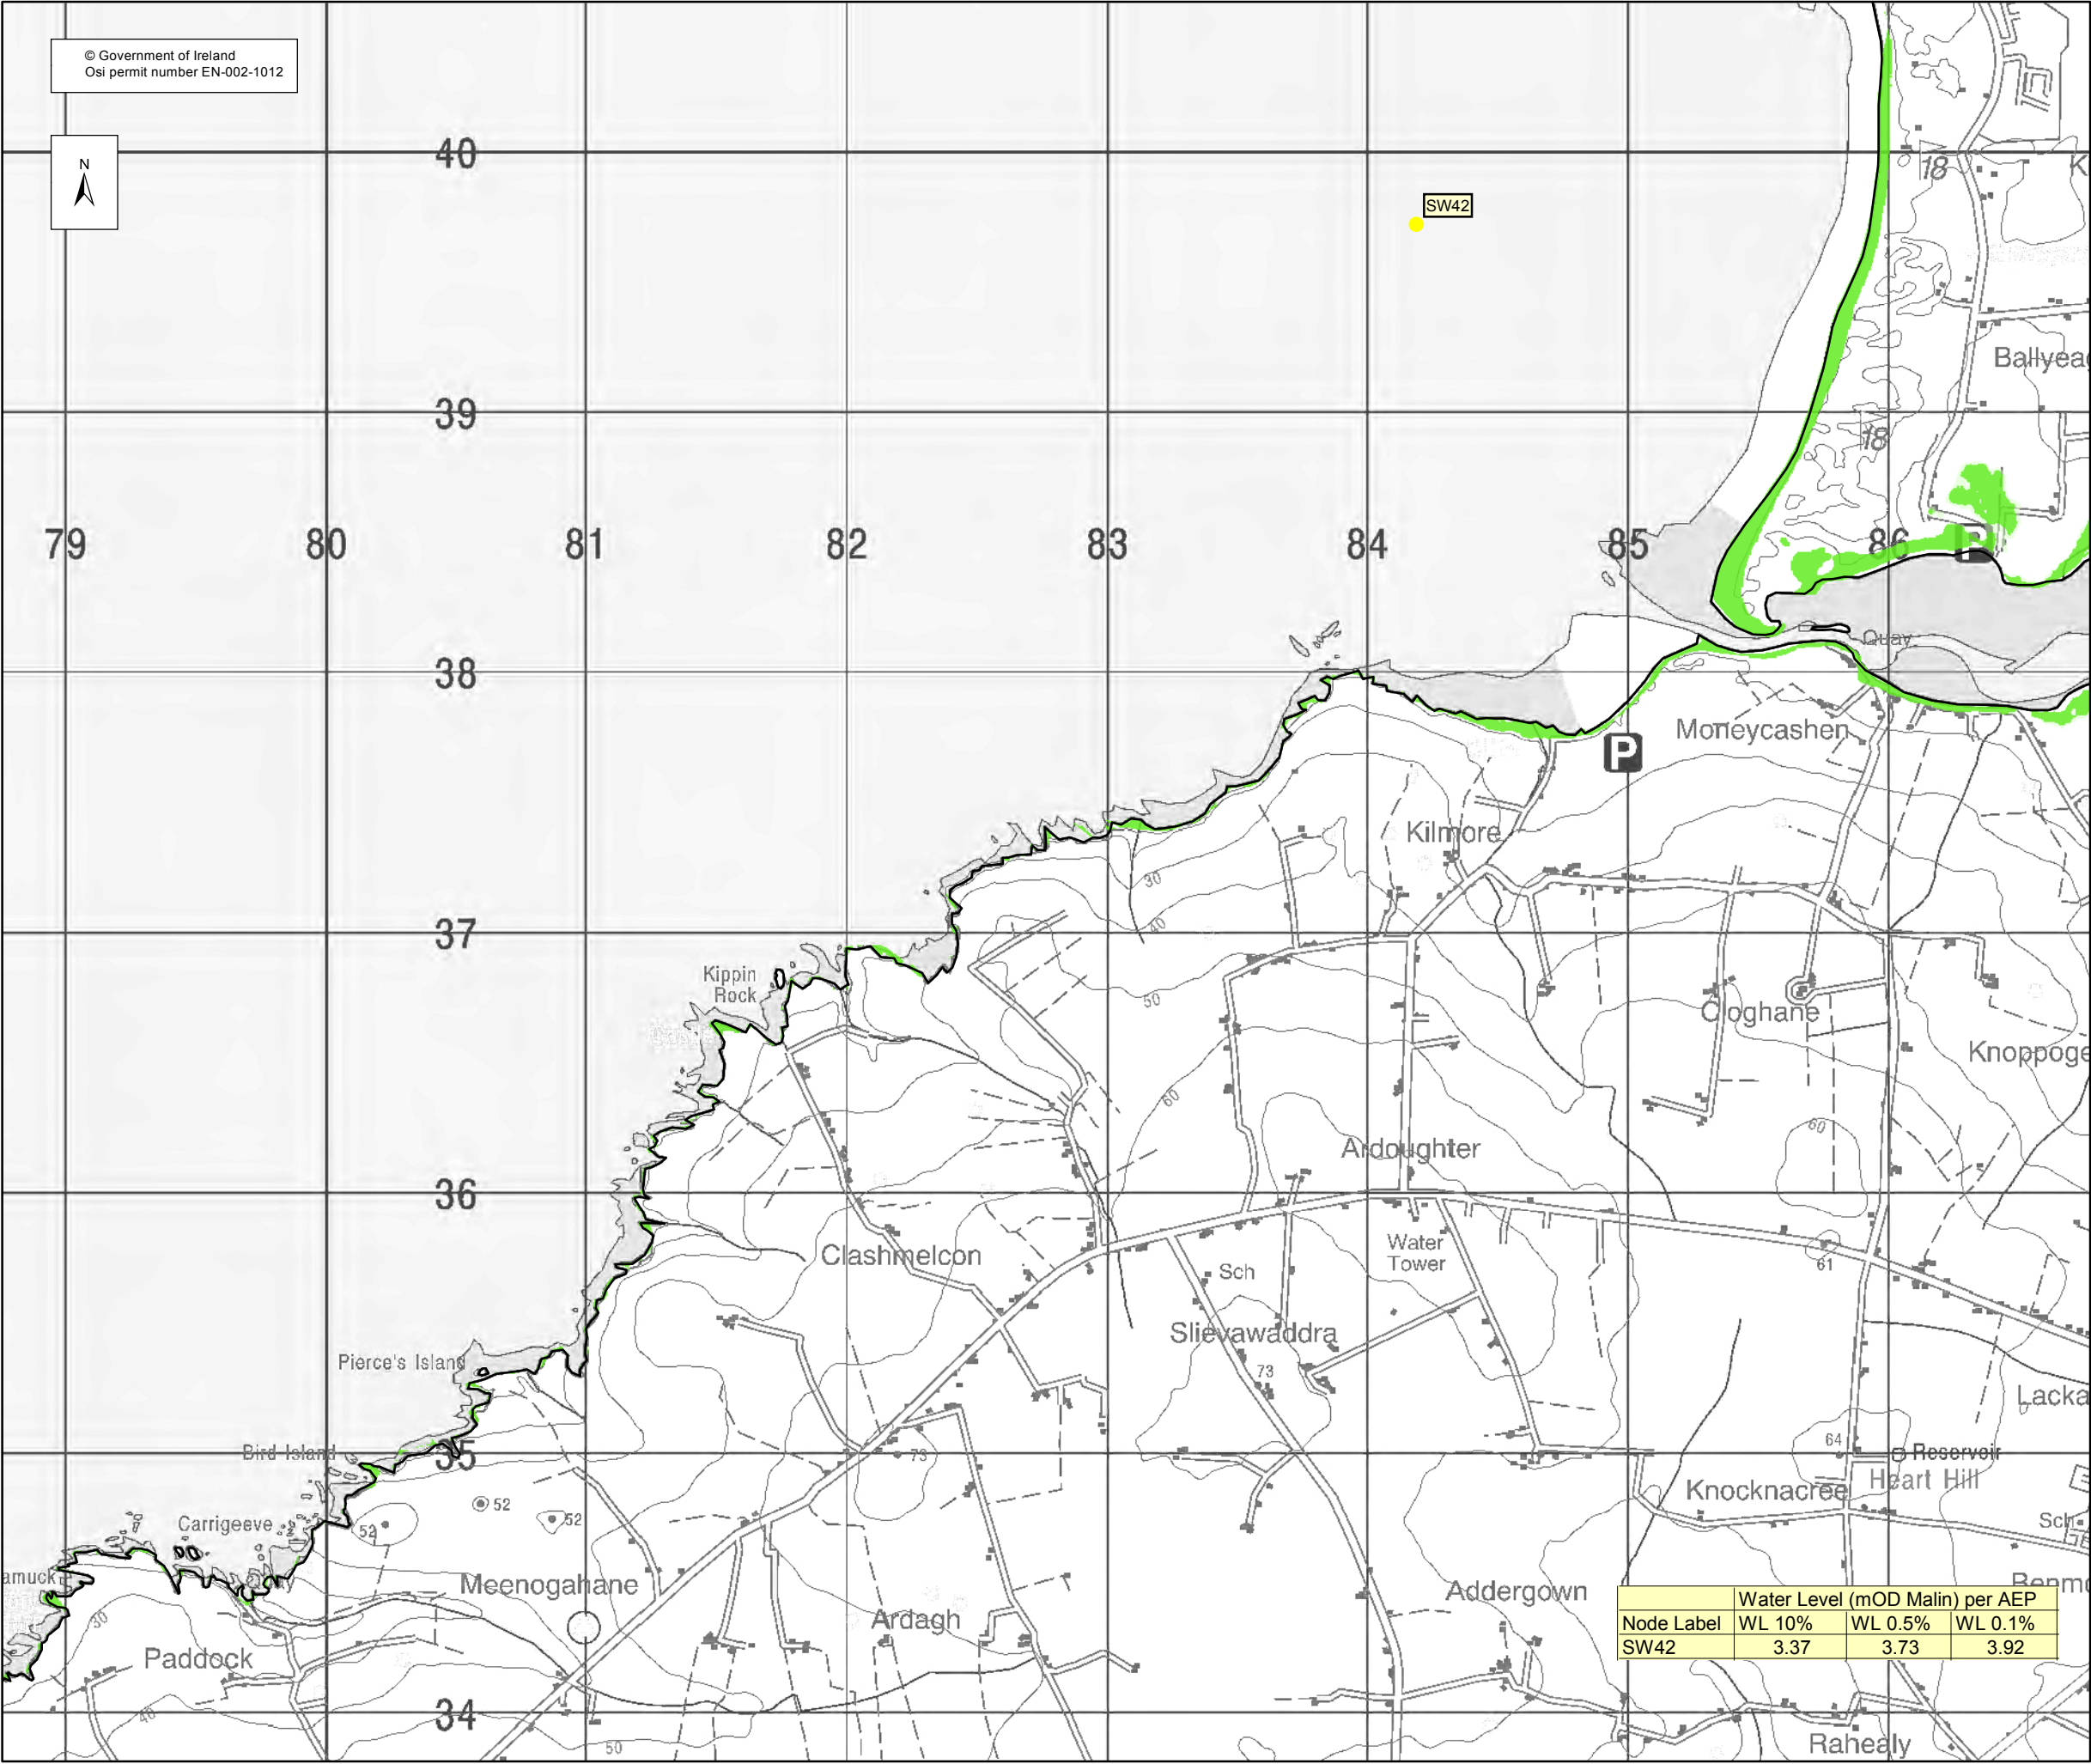 © Government of Ireland
Osi permit number EN-002-1012
N
40
18
SW42
Ballyea
39
18
79 80 81 82 83 84 85 86 P
Quay
38
Moneycashen
P
Kilmore
30
40
37
Kippin
Rock
50
Cloghane
Knoppoge
60
60
Ardoughter
36
Clashmelcon
Water
Tower
61
Sch
Slievawaddra
Pierce's Island
73
Lacka
Bird Island
35
73
64
Reservoir
Heart Hill
Knocknacree
52
52
52
Carrigeeve
Sch
amuck
Quay
Meenogahane
Addergown
Benmo
30
Ardagh
Paddock
Water Level (mOD Malin) per AEP
Node Label WL 10% WL 0.5% WL 0.1%
SW42 3.37 3.73 3.92
40
34
50
Rahealy